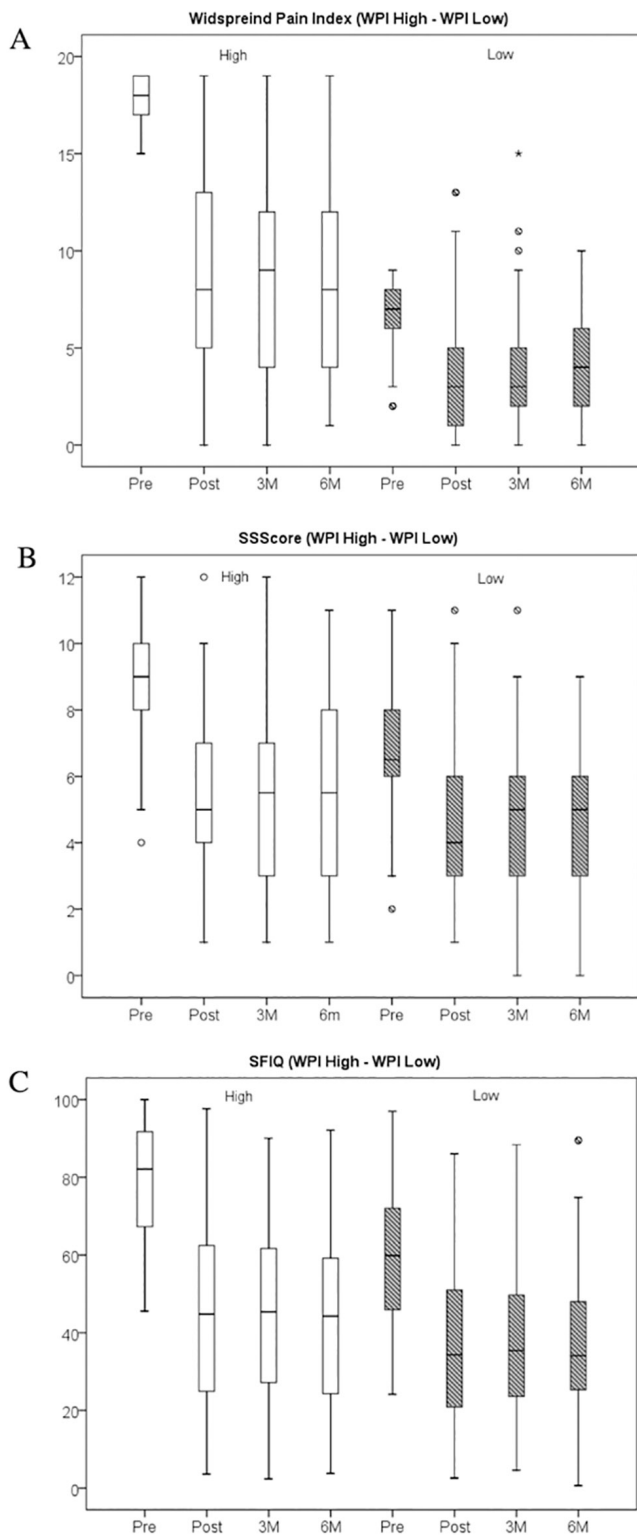 A
Widspreind Pain Index (WPI High - WPI Low)
High
Low
20
15
10
5
0
Pre Post 3M 6M Pre Post 3M 6M
B
SSScore (WPI High - WPI Low)
High
Low
12
10
8
6
4
2
0
Pre Post 3M 6m Pre Post 3M 6M
C
SFIQ (WPI High - WPI Low)
High
Low
100
80
60
40
20
0
Pre Post 3M 6M Pre Post 3M 6M